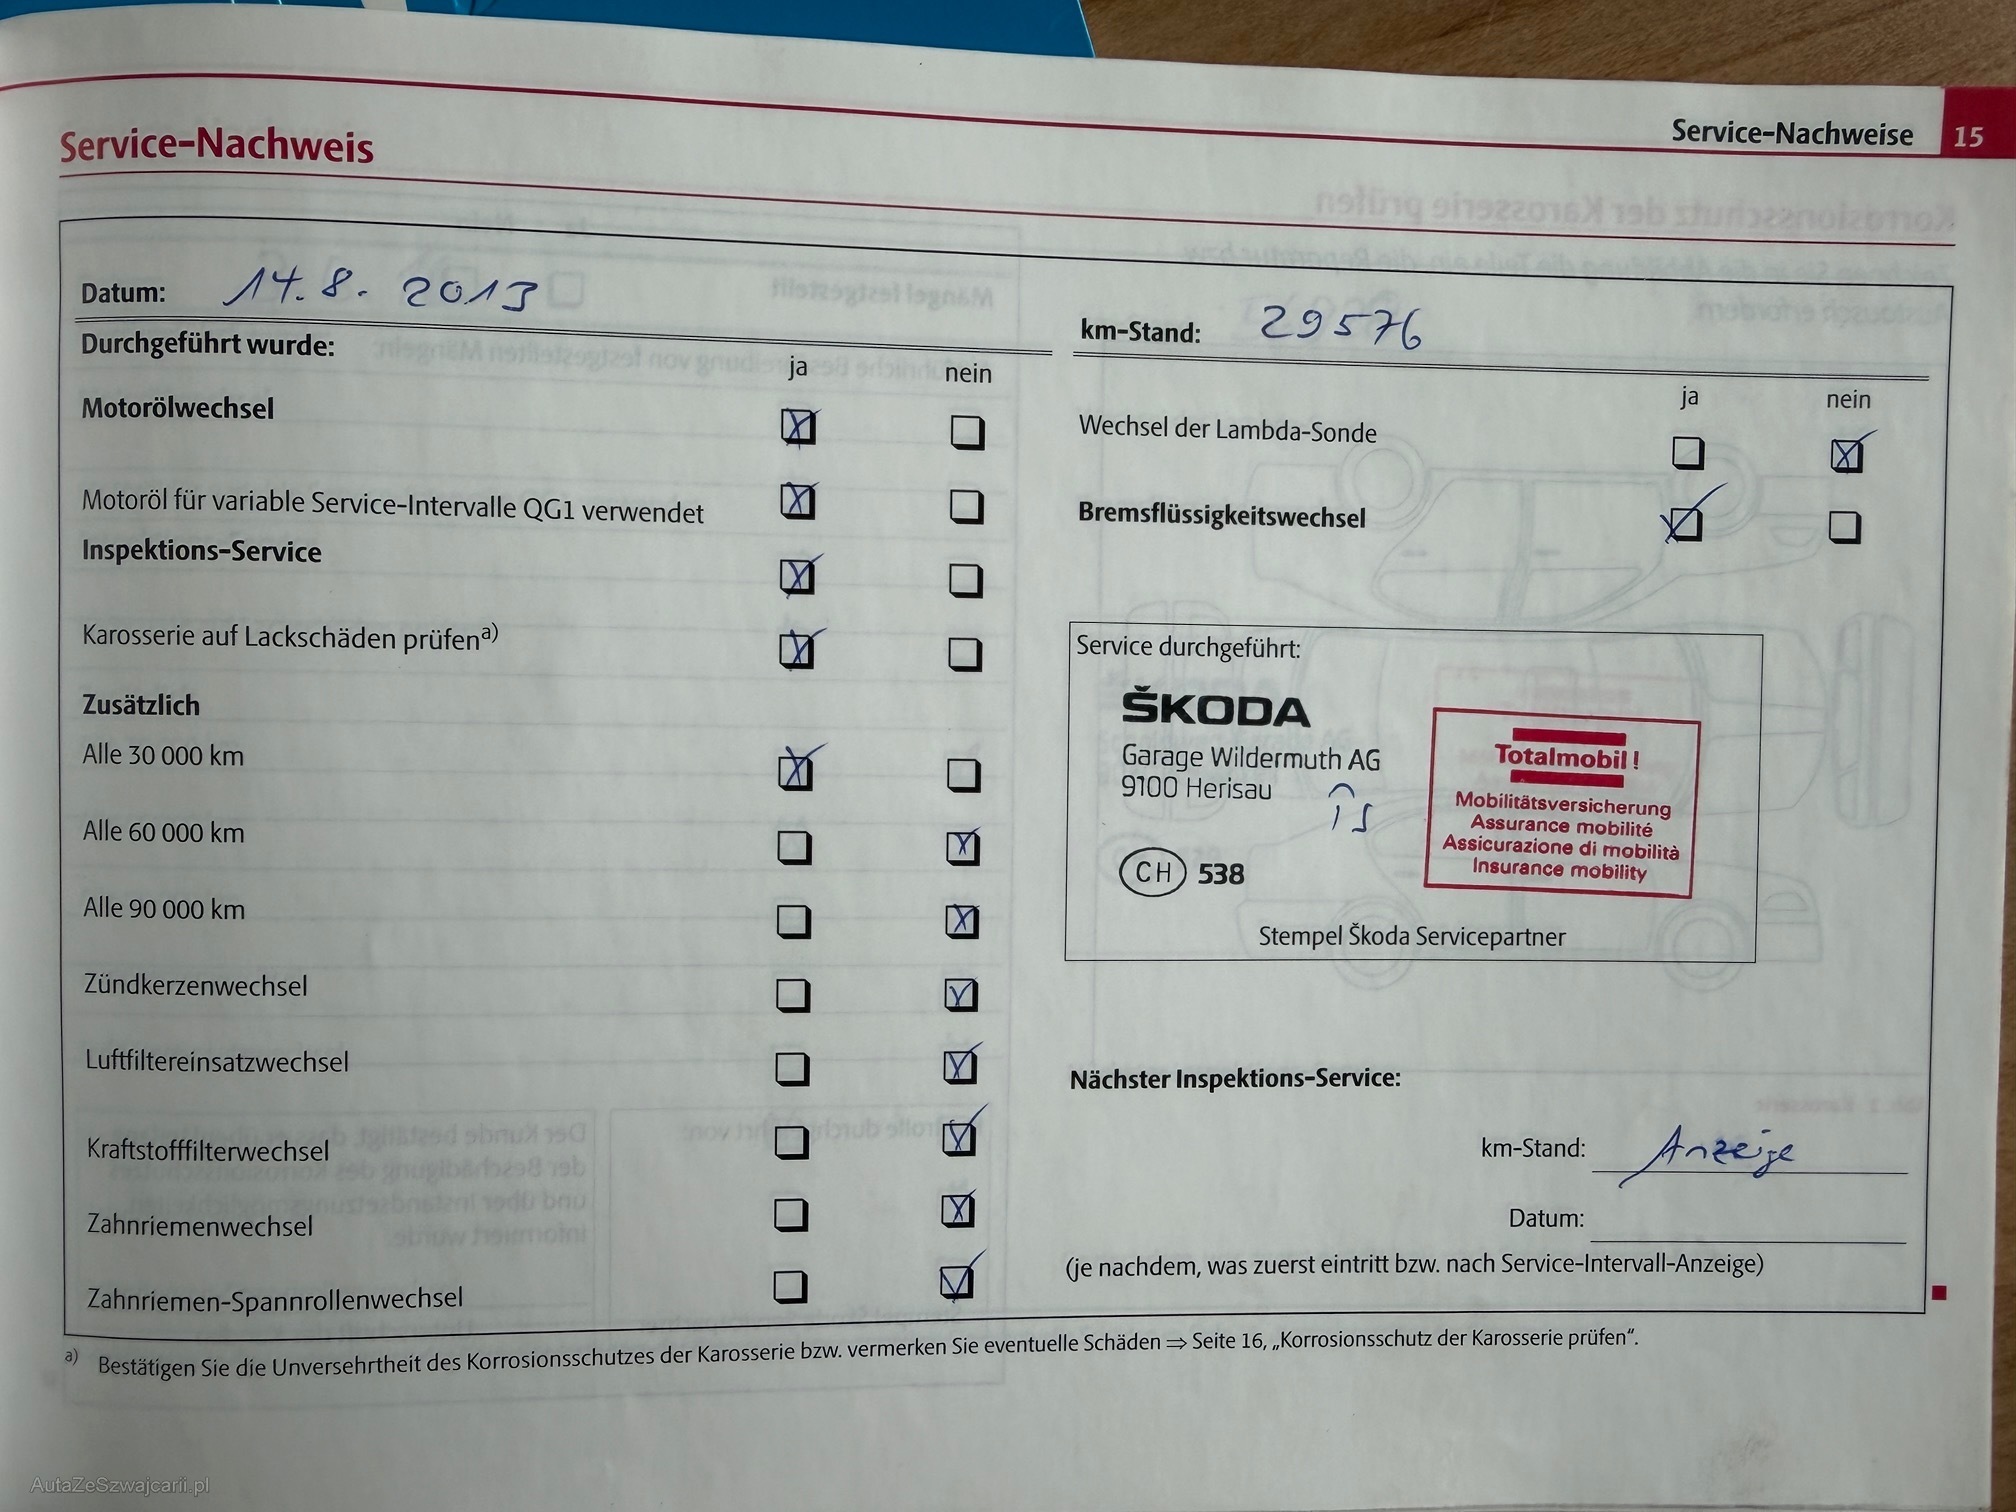 Service-Nachweise 15
Service-Nachweis
Datum: 14.8. 2013
Durchgeführt wurde:
ja nein
Motorölwechsel
Motoröl für variable Service-Intervalle QG1 verwendet
Inspektions-Service
Karosserie auf Lackschäden prüfen a)
Zusätzlich
Alle 30 000 km
Alle 60 000 km
Alle 90 000 km
Zündkerzenwechsel
Luftfiltereinsatzwechsel
Kraftstofffilterwechsel
Zahnriemenwechsel
Zahnriemen-Spannrollenwechsel
km-Stand: 29576
ja nein
Wechsel der Lambda-Sonde
Bremsflüssigkeitswechsel
Service durchgeführt:
ŠKODA
Garage Wildermuth AG
9100 Herisau
CH 538
Totalmobil!
Mobilitätsversicherung
Assurance mobilité
Assicurazione di mobilità
Insurance mobility
Stempel Škoda Servicepartner
Nächster Inspektions-Service:
km-Stand: Anzeige
Datum:
(je nachdem, was zuerst eintritt bzw. nach Service-Intervall-Anzeige)
a) Bestätigen Sie die Unversehrtheit des Korrosionsschutzes der Karosserie bzw. vermerken Sie eventuelle Schäden ⇒ Seite 16, „Korrosionsschutz der Karosserie prüfen“.
AutaZeSzwajcarii.pl